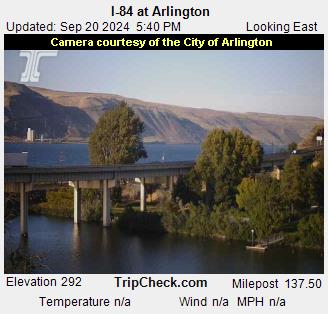 I-84 at Arlington
Updated: Sep 20 2024 5:40 PM Looking East
Camera courtesy of the City of Arlington
Elevation 292 TripCheck.com Milepost 137.50
Temperature n/a Wind n/a MPH n/a